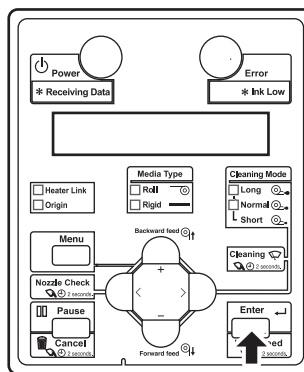 Power
Error
* Receiving Data
* Ink Low
Media Type
Cleaning Mode
Heater Link
Origin
Roll
Rigid
Long
Normal
Short
Menu
Backward feed
Cleaning
2 seconds.
Nozzle Check
2 seconds.
+
< >
−
Pause
Enter
Cancel
2 seconds.
Forward feed